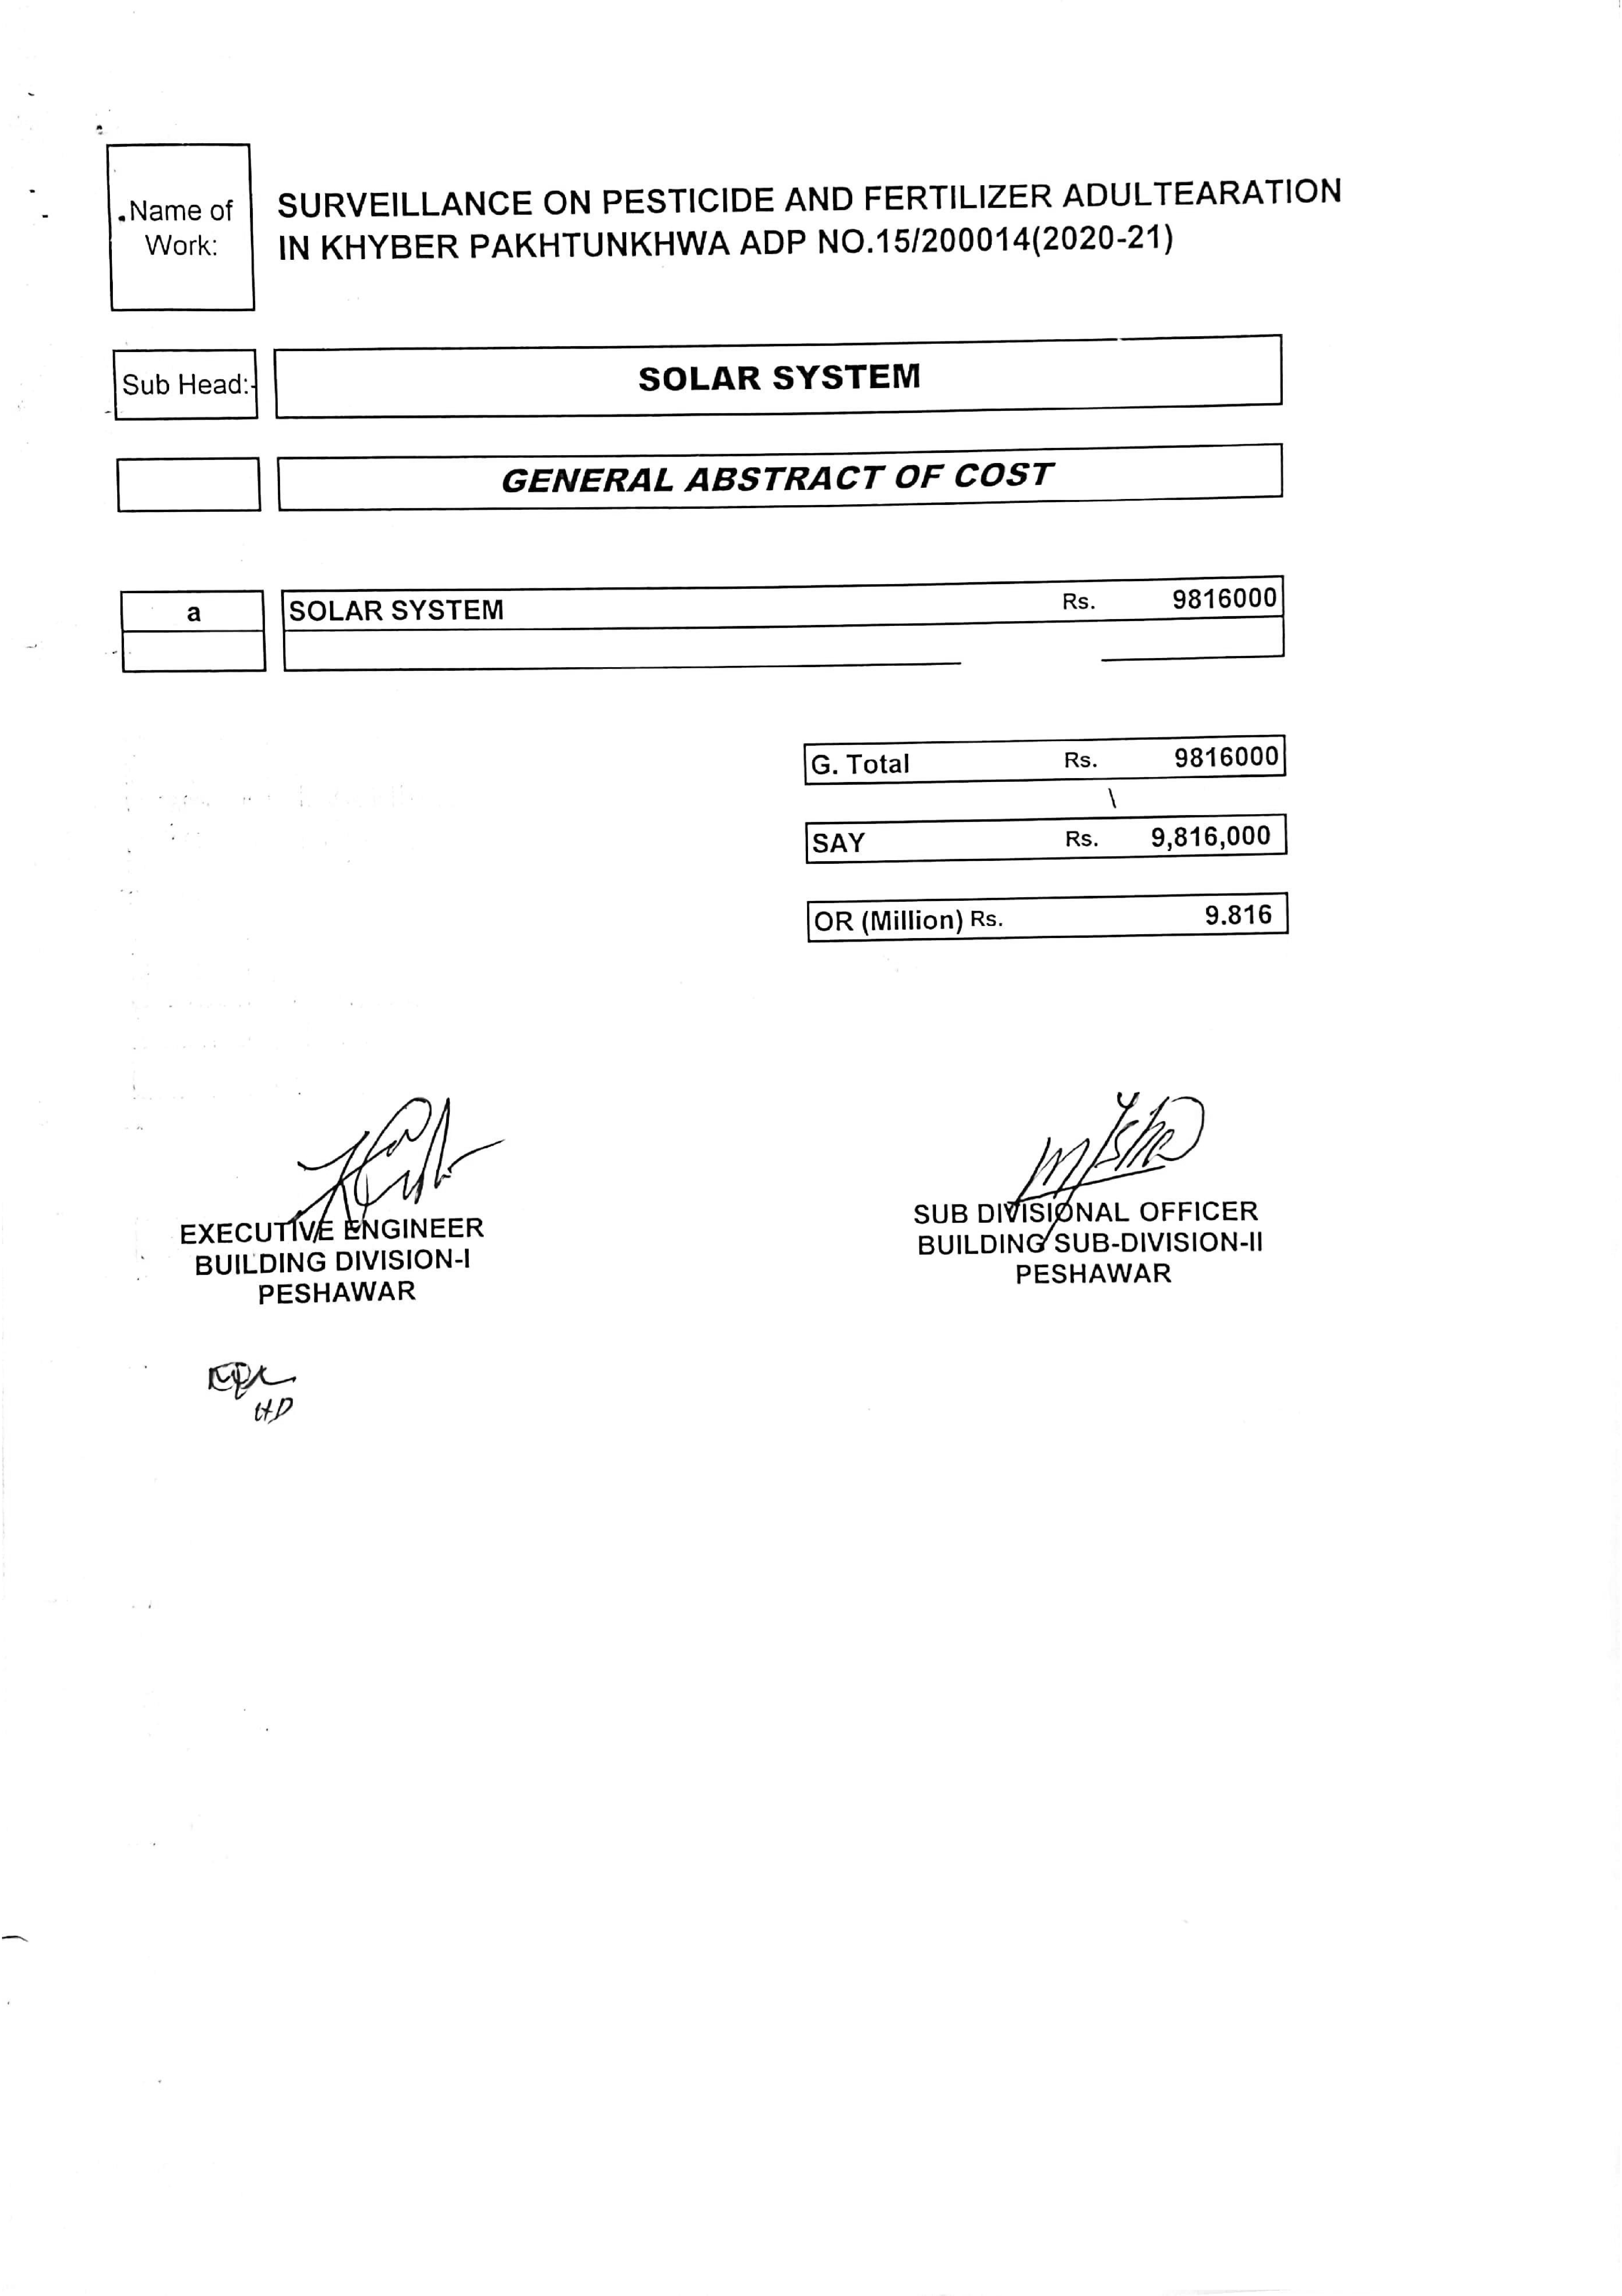 Name of
Work:
SURVEILLANCE ON PESTICIDE AND FERTILIZER ADULTEARATION
IN KHYBER PAKHTUNKHWA ADP NO.15/200014(2020-21)
Sub Head:-
SOLAR SYSTEM
GENERAL ABSTRACT OF COST
a SOLAR SYSTEM Rs. 9816000
G. Total Rs. 9816000
SAY Rs. 9,816,000
OR (Million) Rs. 9.816
EXECUTIVE ENGINEER
BUILDING DIVISION-I
PESHAWAR
SUB DIVISIONAL OFFICER
BUILDING SUB-DIVISION-II
PESHAWAR